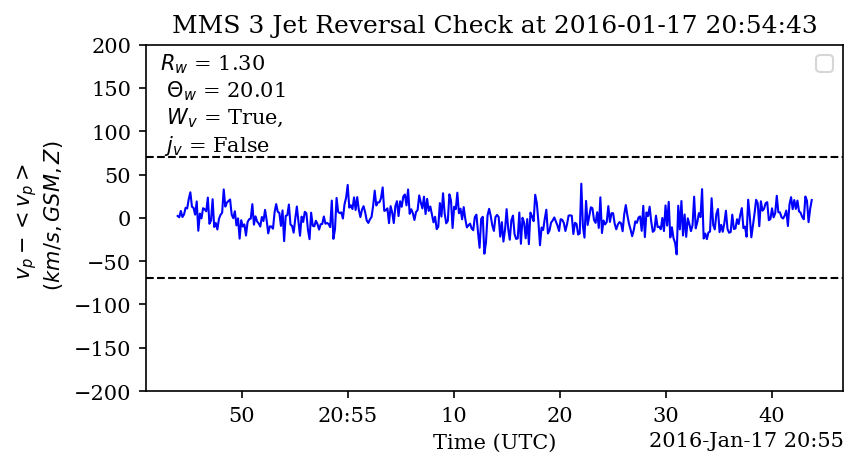 MMS 3 Jet Reversal Check at 2016-01-17 20:54:43
R_w = 1.30
Θ_w = 20.01
W_v = True,
j_v = False
v_p − < v_p >
(km/s, GSM, Z)
200
150
100
50
0
−50
−100
−150
−200
50 20:55 10 20 30 40
Time (UTC)
2016-Jan-17 20:55